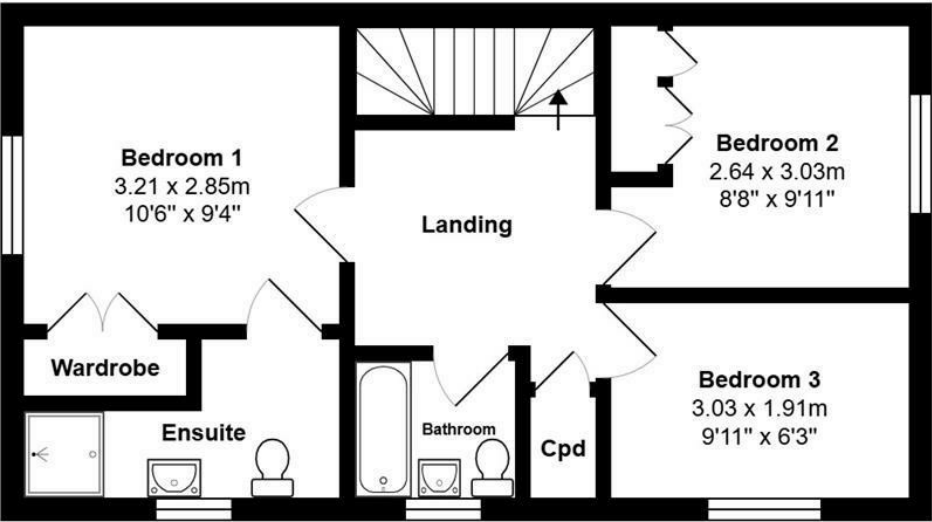 Bedroom 1
3.21 x 2.85m
10'6" x 9'4"
Landing
Bedroom 2
2.64 x 3.03m
8'8" x 9'11"
Wardrobe
Ensuite
Bathroom
Cpd
Bedroom 3
3.03 x 1.91m
9'11" x 6'3"